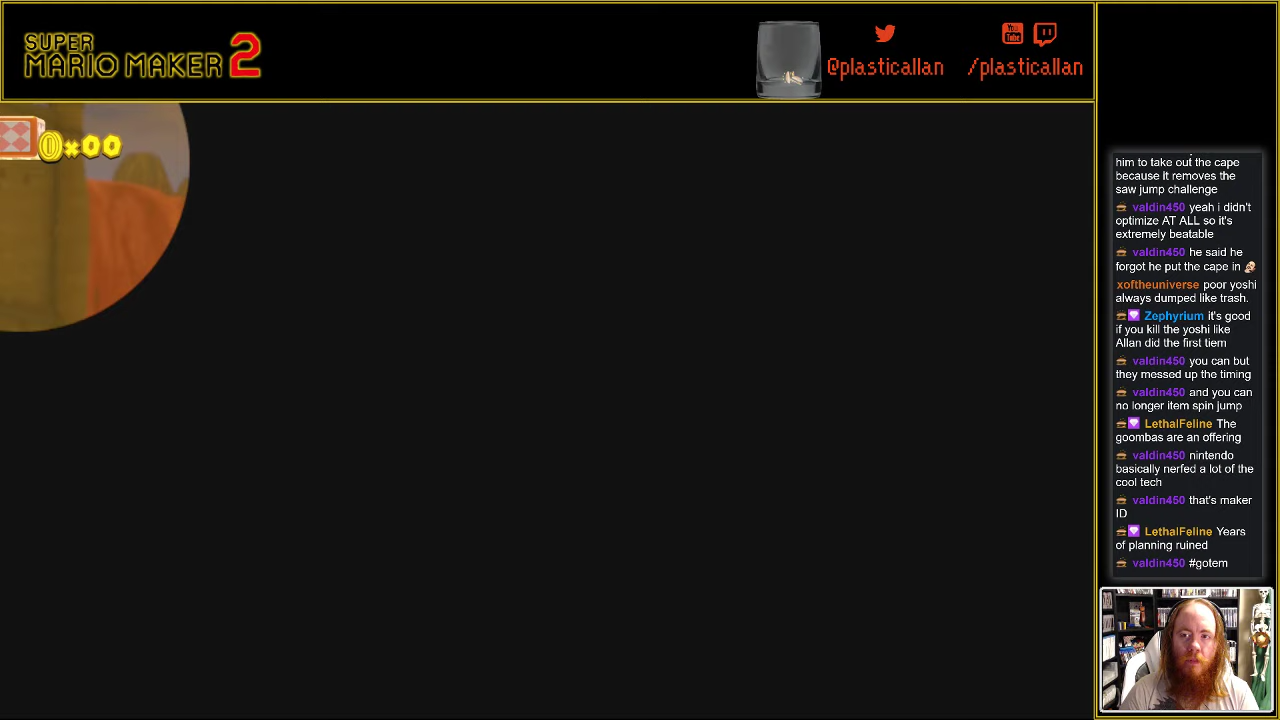 SUPER
MARIO MAKER 2
@plasticallan
You Tube
/plasticallan
0×00
him to take out the cape
because it removes the
saw jump challenge
valdin450 yeah i didn't
optimize AT ALL so it's
extremely beatable
valdin450 he said he
forgot he put the cape in
xoftheuniverse poor yoshi
always dumped like trash.
Zephyrium it's good
if you kill the yoshi like
Allan did the first tiem
valdin450 you can but
they messed up the timing
valdin450 and you can
no longer item spin jump
LethalFeline The
goombas are an offering
valdin450 nintendo
basically nerfed a lot of the
cool tech
valdin450 that's maker
ID
LethalFeline Years
of planning ruined
valdin450 #gotem